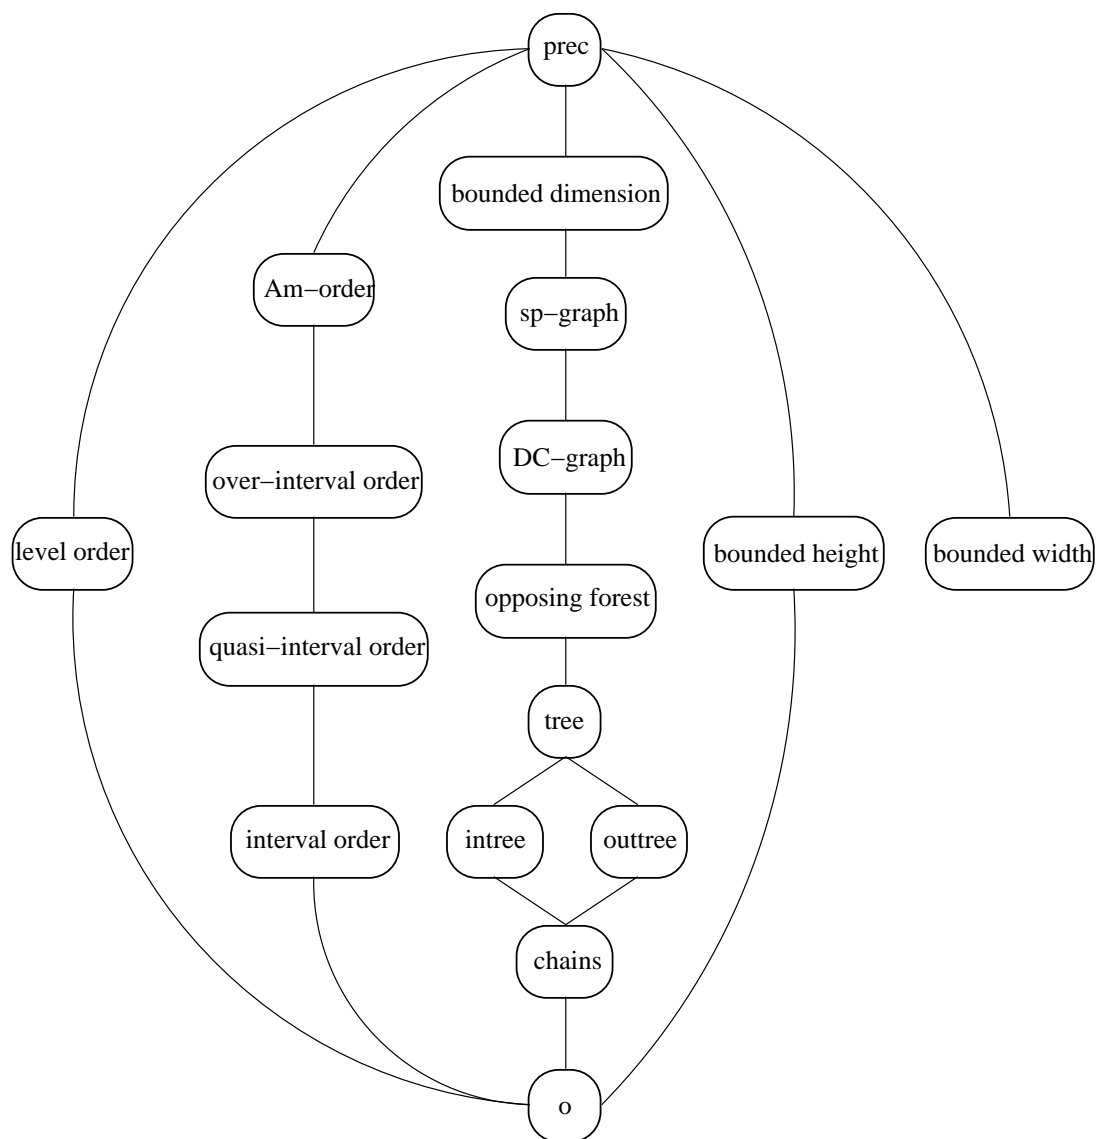 prec
bounded dimension
Am−order
sp−graph
DC−graph
over−interval order
level order
bounded height
bounded width
opposing forest
quasi−interval order
tree
interval order
intree
outtree
chains
o